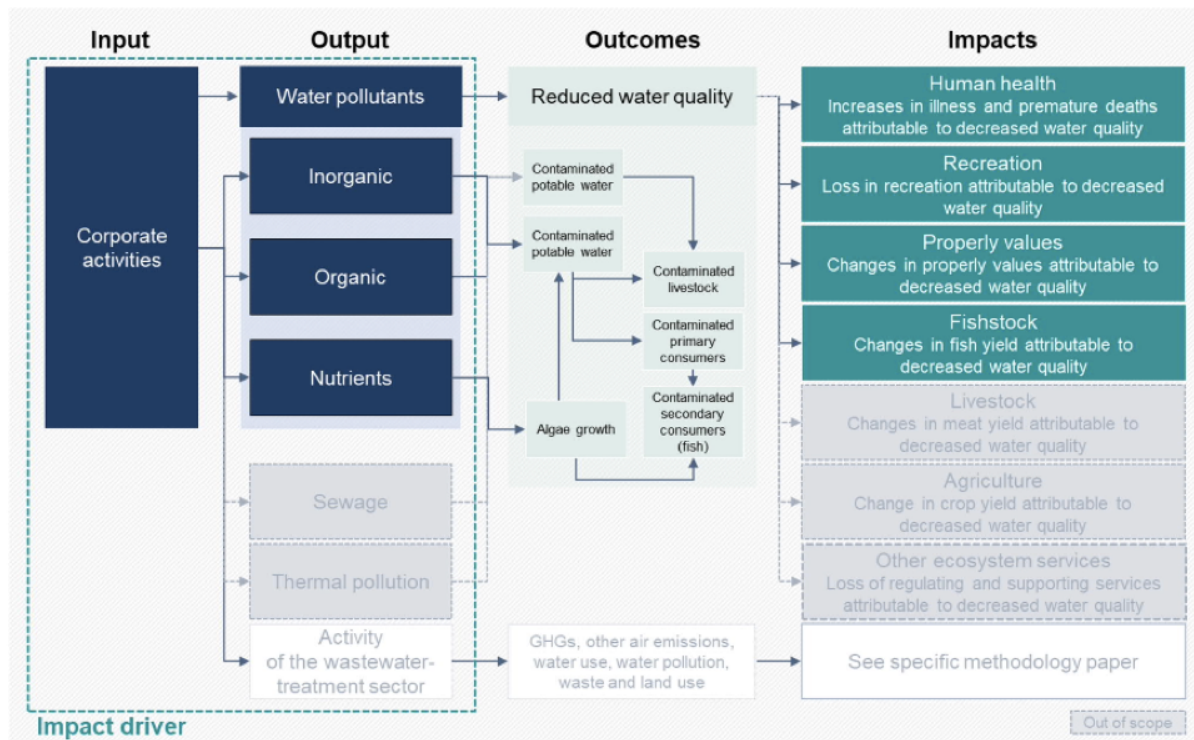 Input
Output
Outcomes
Impacts
Corporate
activities
Water pollutants
Inorganic
Organic
Nutrients
Sewage
Thermal pollution
Activity
of the wastewater-
treatment sector
Reduced water quality
Contaminated
potable water
Contaminated
potable water
Contaminated
livestock
Contaminated
primary
consumers
Algae growth
Contaminated
secondary
consumers
(fish)
GHGs, other air emissions,
water use, water pollution,
waste and land use
Human health
Increases in illness and premature deaths
attributable to decreased water quality
Recreation
Loss in recreation attributable to decreased
water quality
Properly values
Changes in properly values attributable to
decreased water quality
Fishstock
Changes in fish yield attributable to
decreased water quality
Livestock
Changes in meat yield attributable to
decreased water quality
Agriculture
Change in crop yield attributable to
decreased water quality
Other ecosystem services
Loss of regulating and supporting services
attributable to decreased water quality
See specific methodology paper
Impact driver
Out of scope